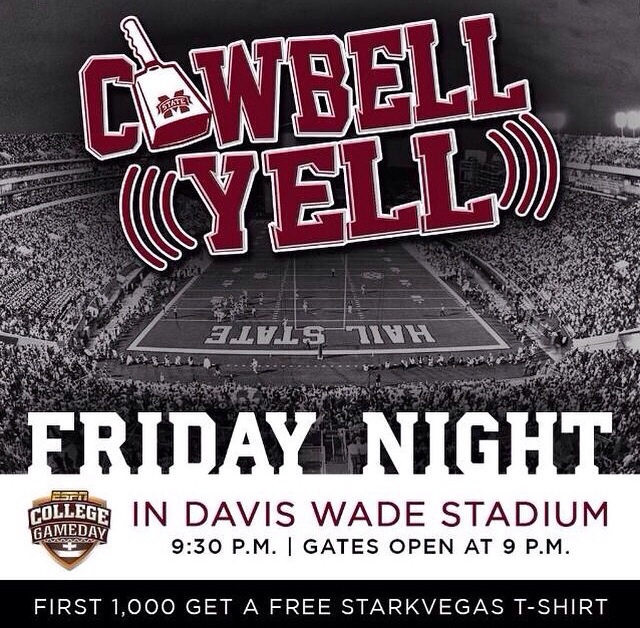 COWBELL
STATE
YELL
HAIL STATE
FRIDAY NIGHT
ESPN
COLLEGE
GAMEDAY
IN DAVIS WADE STADIUM
9:30 P.M. | GATES OPEN AT 9 P.M.
FIRST 1,000 GET A FREE STARKVEGAS T-SHIRT